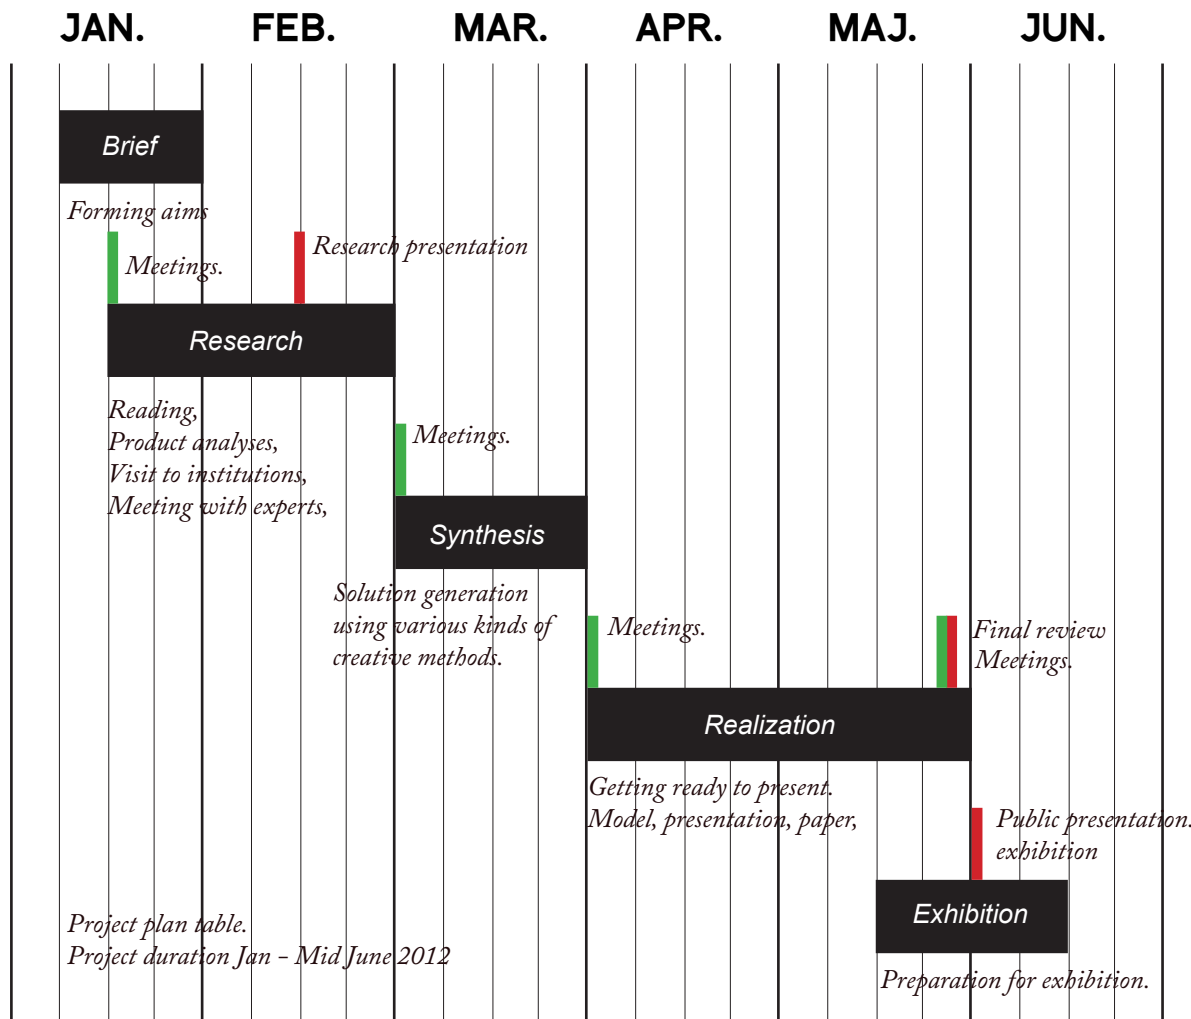 JAN. FEB. MAR. APR. MAJ. JUN.
Brief
Forming aims
Meetings.
Research presentation
Research
Reading,
Product analyses,
Visit to institutions,
Meeting with experts,
Meetings.
Synthesis
Solution generation
using various kinds of
creative methods.
Meetings.
Final review
Meetings.
Realization
Getting ready to present.
Model, presentation, paper,
Public presentation.
exhibition
Exhibition
Preparation for exhibition.
Project plan table.
Project duration Jan - Mid June 2012